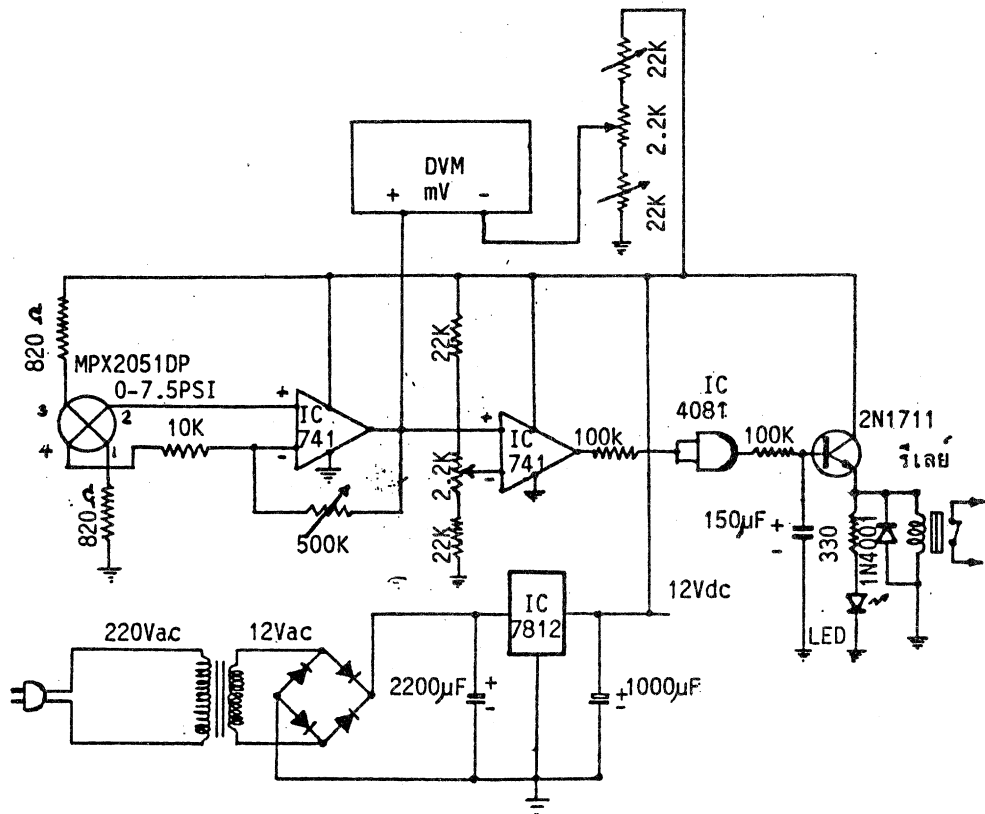 22K
2.2K
22K
DVM
mV
+ -
820 Ω
MPX2051DP
0-7.5PSI
3
2
4
1
10K
+
-
IC
741
500K
820 Ω
22K
2.2K
22K
+
-
IC
741
100K
IC
4081
100K
2N1711
รีเลย์
150µF
+
-
330
1N4001
LED
12Vdc
IC
7812
220Vac
12Vac
2200µF
+
-
+
-
1000µF